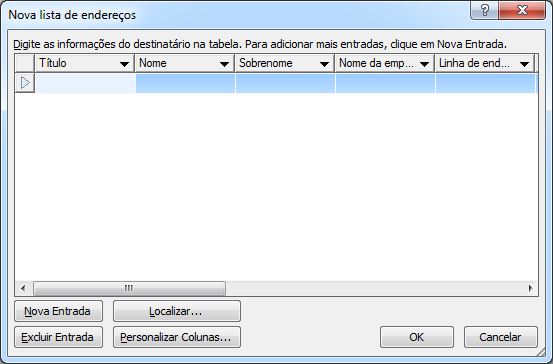 Nova lista de endereços
Digite as informações do destinatário na tabela. Para adicionar mais entradas, clique em Nova Entrada.
Título Nome Sobrenome Nome da emp... Linha de end...
Nova Entrada Localizar...
Excluir Entrada Personalizar Colunas... OK Cancelar